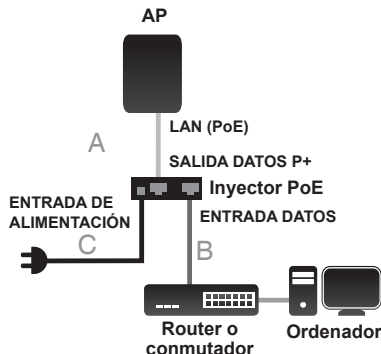 AP
A
LAN (PoE)
SALIDA DATOS P+
Inyector PoE
ENTRADA DE
ALIMENTACIÓN
ENTRADA DATOS
C
B
Router o
conmutador
Ordenador